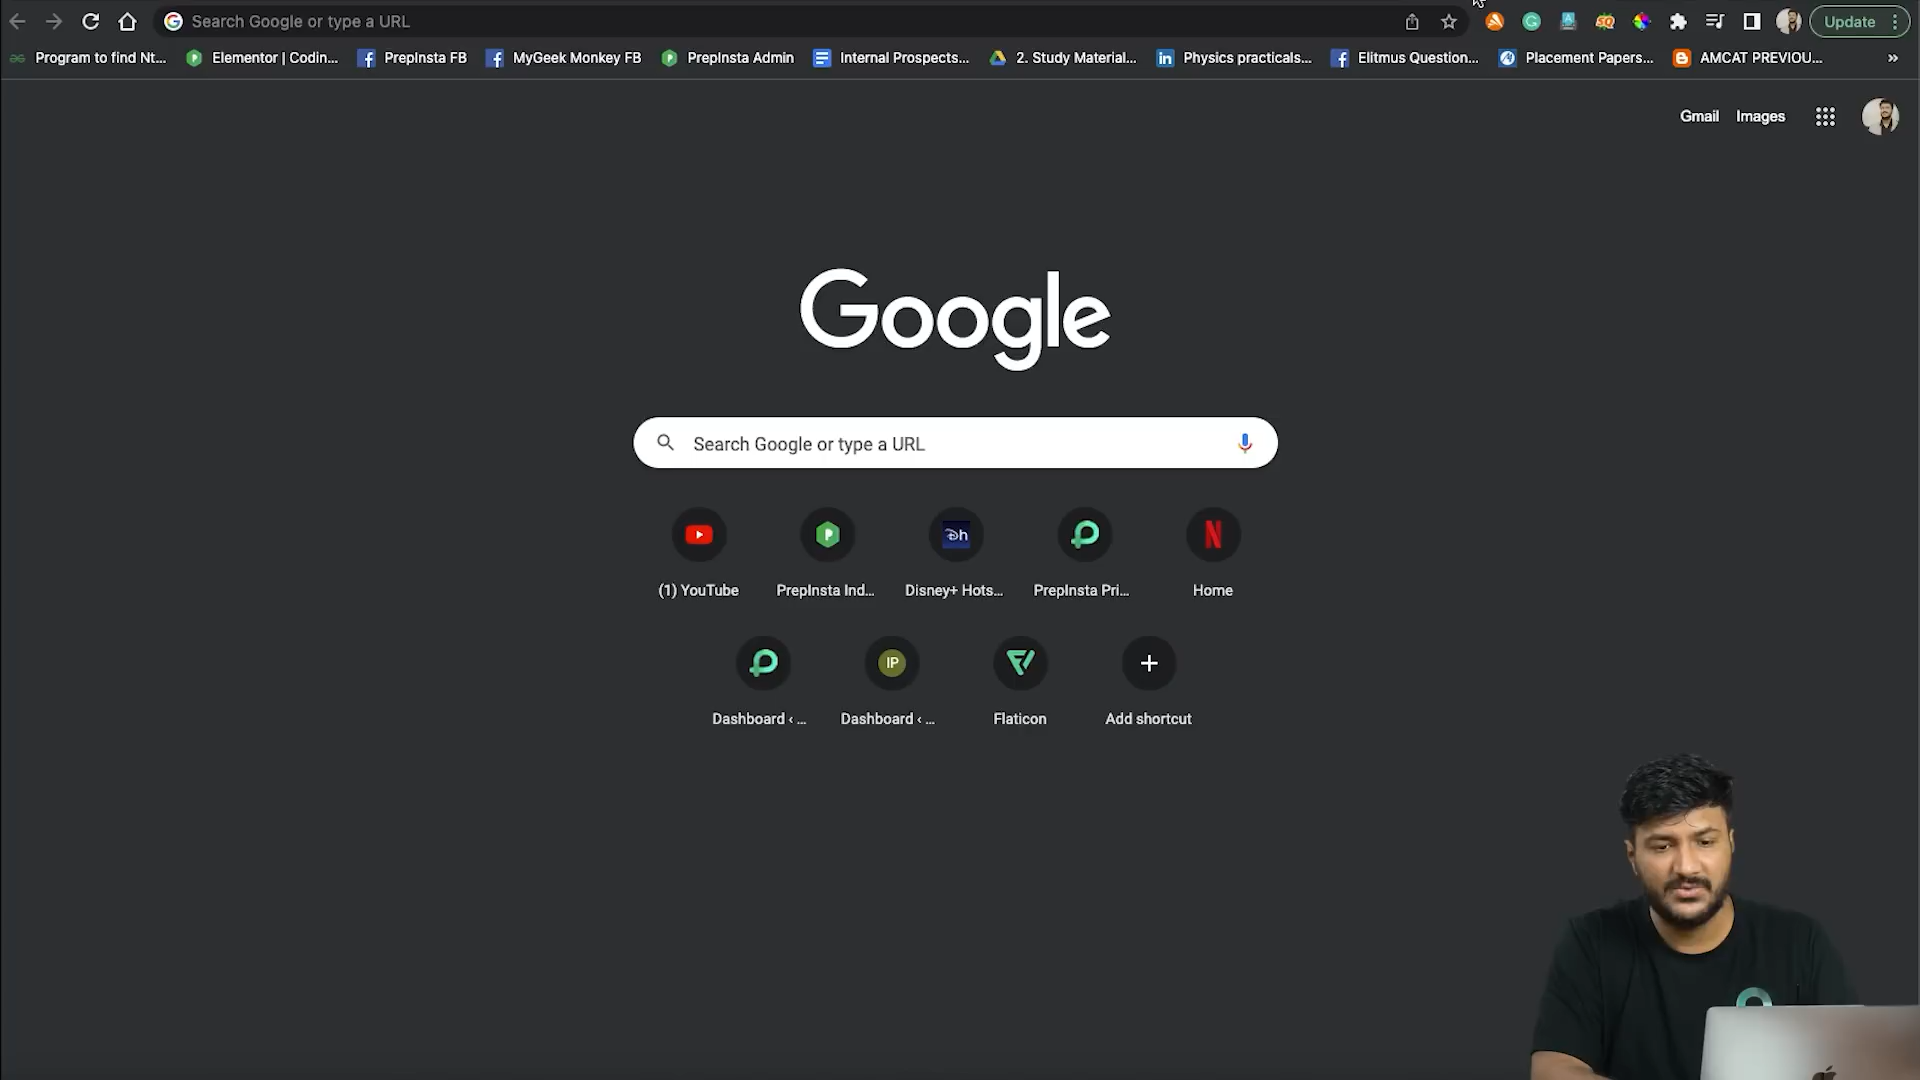 Search Google or type a URL
Update
Program to find Nt...
Elementor | Codin...
PrepInsta FB
MyGeek Monkey FB
PrepInsta Admin
Internal Prospects...
2. Study Material...
Physics practicals...
Elitmus Question...
Placement Papers...
AMCAT PREVIOU...
»
Gmail
Images
Google
Search Google or type a URL
(1) YouTube
PrepInsta Ind...
Disney+ Hots...
PrepInsta Pri...
Home
IP
Dashboard ‹ ...
Dashboard ‹ ...
Flaticon
Add shortcut